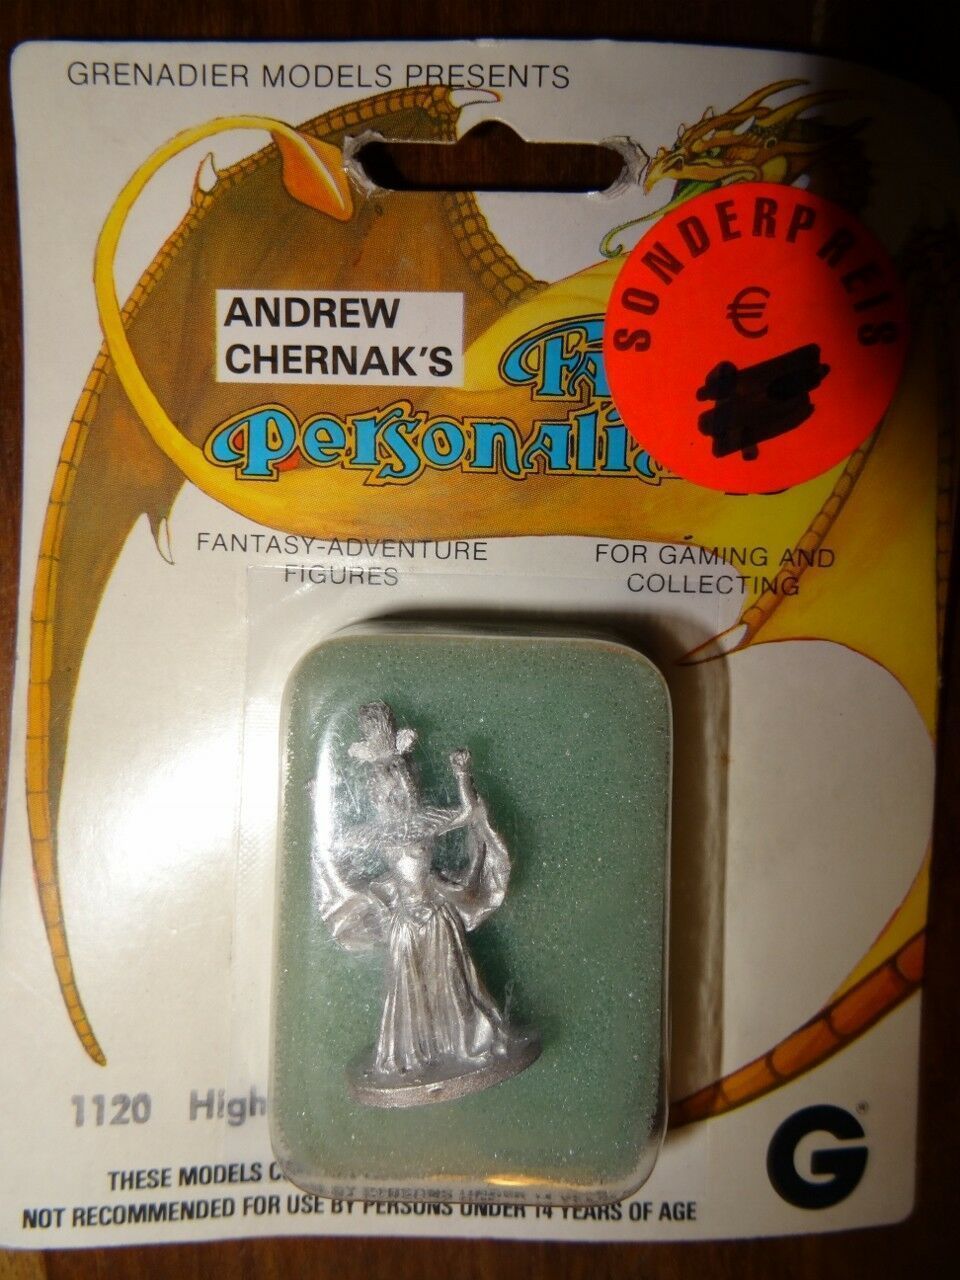 GRENADIER MODELS PRESENTS
SONDERPREIS
€
ANDREW
CHERNAK'S
FANTASY-ADVENTURE
FIGURES
FOR GAMING AND
COLLECTING
1120 High
THESE MODELS
NOT RECOMMENDED FOR USE BY PERSONS UNDER 14 YEARS OF AGE
G®